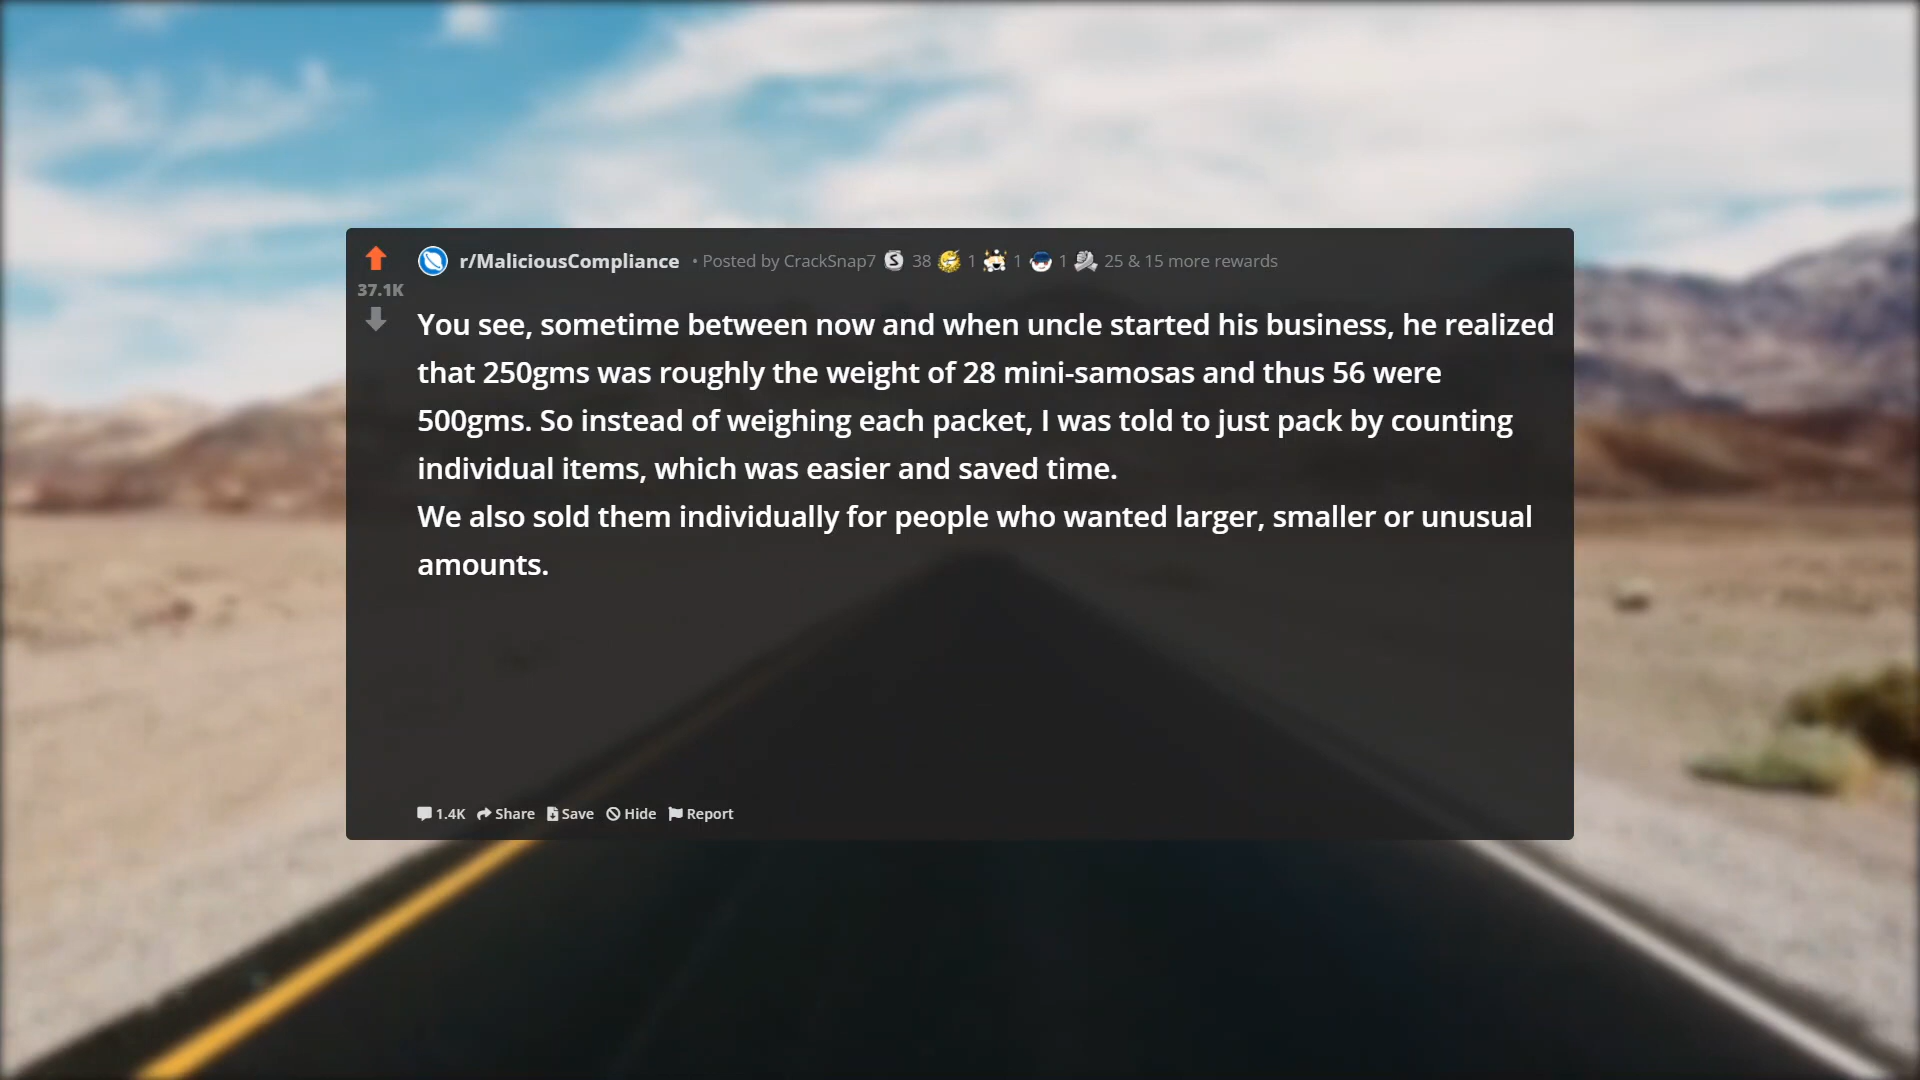 r/MaliciousCompliance • Posted by CrackSnap7 38 1 1 1 25 & 15 more rewards
37.1K
You see, sometime between now and when uncle started his business, he realized
that 250gms was roughly the weight of 28 mini-samosas and thus 56 were
500gms. So instead of weighing each packet, I was told to just pack by counting
individual items, which was easier and saved time.
We also sold them individually for people who wanted larger, smaller or unusual
amounts.
1.4K Share Save Hide Report